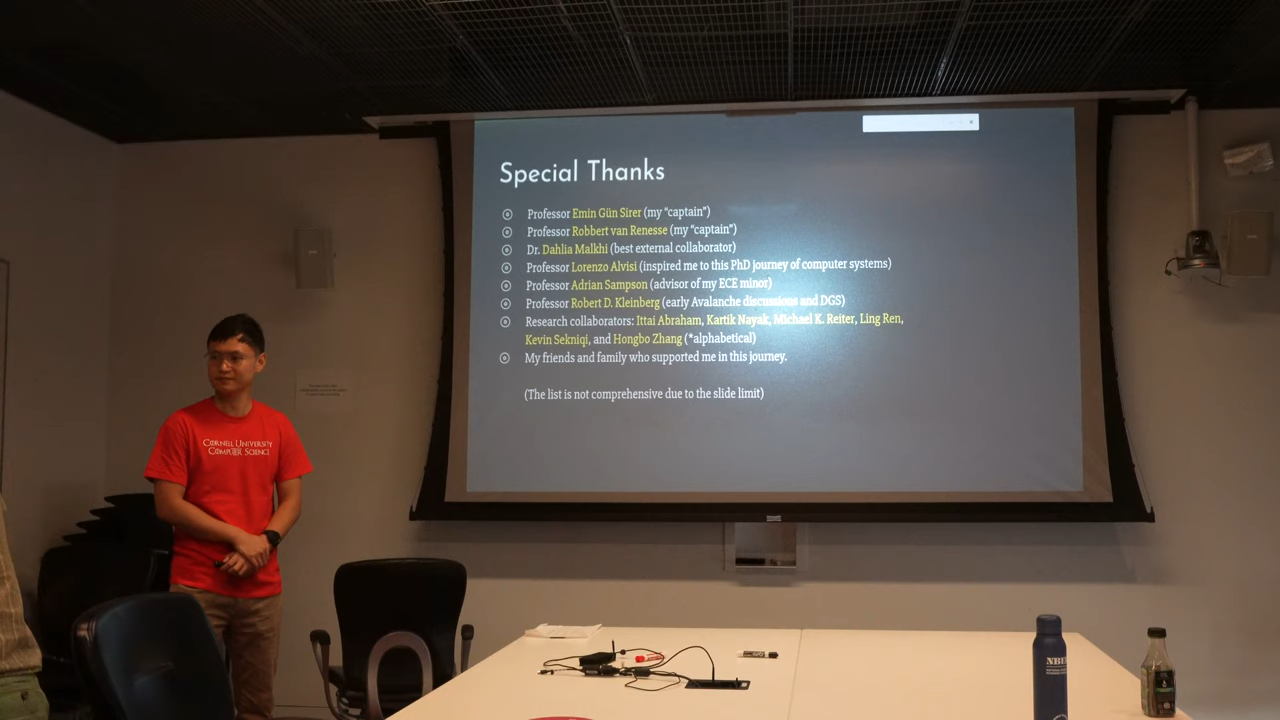 Special Thanks
Professor Emin Gün Sirer (my “captain”)
Professor Robbert van Renesse (my “captain”)
Dr. Dahlia Malkhi (best external collaborator)
Professor Lorenzo Alvisi (inspired me to this PhD journey of computer systems)
Professor Adrian Sampson (advisor of my ECE minor)
Professor Robert D. Kleinberg (early Avalanche discussions and DGS)
Research collaborators: Ittai Abraham, Kartik Nayak, Michael K. Reiter, Ling Ren,
Kevin Sekniqi, and Hongbo Zhang (*alphabetical)
My friends and family who supported me in this journey.
(The list is not comprehensive due to the slide limit)
CORNELL UNIVERSITY
COMPUTER SCIENCE